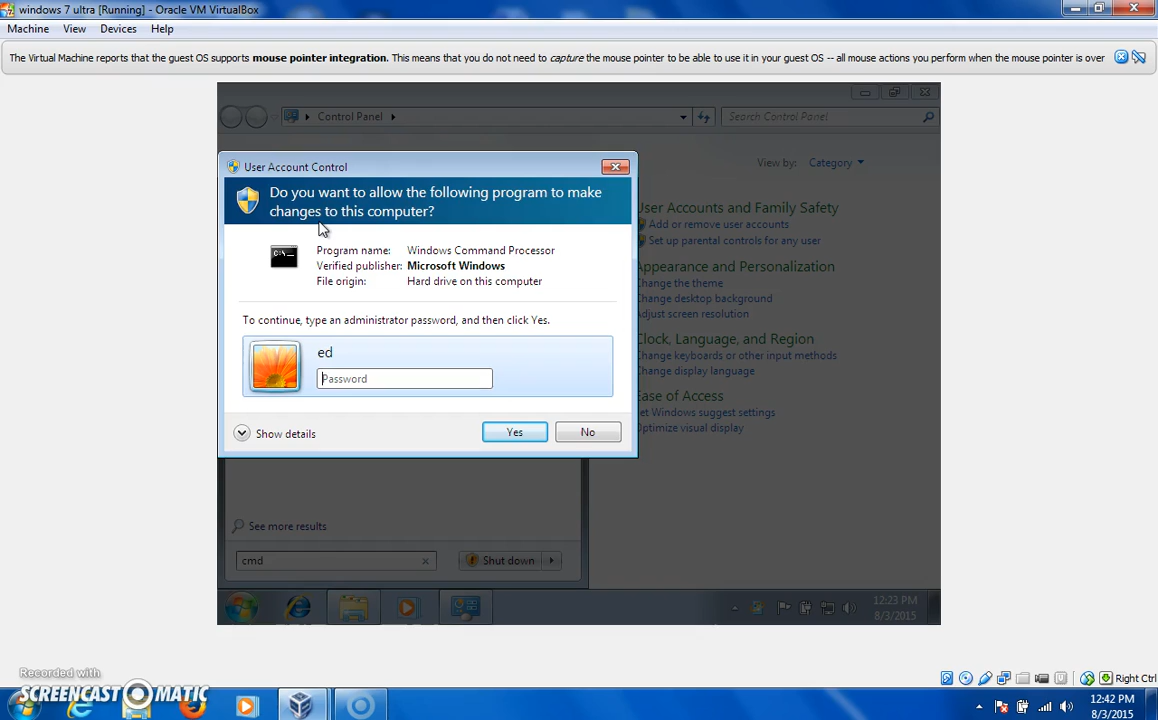 windows 7 ultra [Running] - Oracle VM VirtualBox
Machine View Devices Help
The Virtual Machine reports that the guest OS supports mouse pointer integration. This means that you do not need to capture the mouse pointer to be able to use it in your guest OS -- all mouse actions you perform when the mouse pointer is over
Control Panel
Search Control Panel
View by: Category
User Account Control
Do you want to allow the following program to make
changes to this computer?
Program name: Windows Command Processor
Verified publisher: Microsoft Windows
File origin: Hard drive on this computer
To continue, type an administrator password, and then click Yes.
ed
Password
Show details
Yes
No
User Accounts and Family Safety
Add or remove user accounts
Set up parental controls for any user
Appearance and Personalization
Change the theme
Change desktop background
Adjust screen resolution
Clock, Language, and Region
Change keyboards or other input methods
Change display language
Ease of Access
Let Windows suggest settings
Optimize visual display
See more results
cmd
Shut down
12:23 PM
8/3/2015
Recorded with
SCREENCAST MATIC
Right Ctrl
12:42 PM
8/3/2015